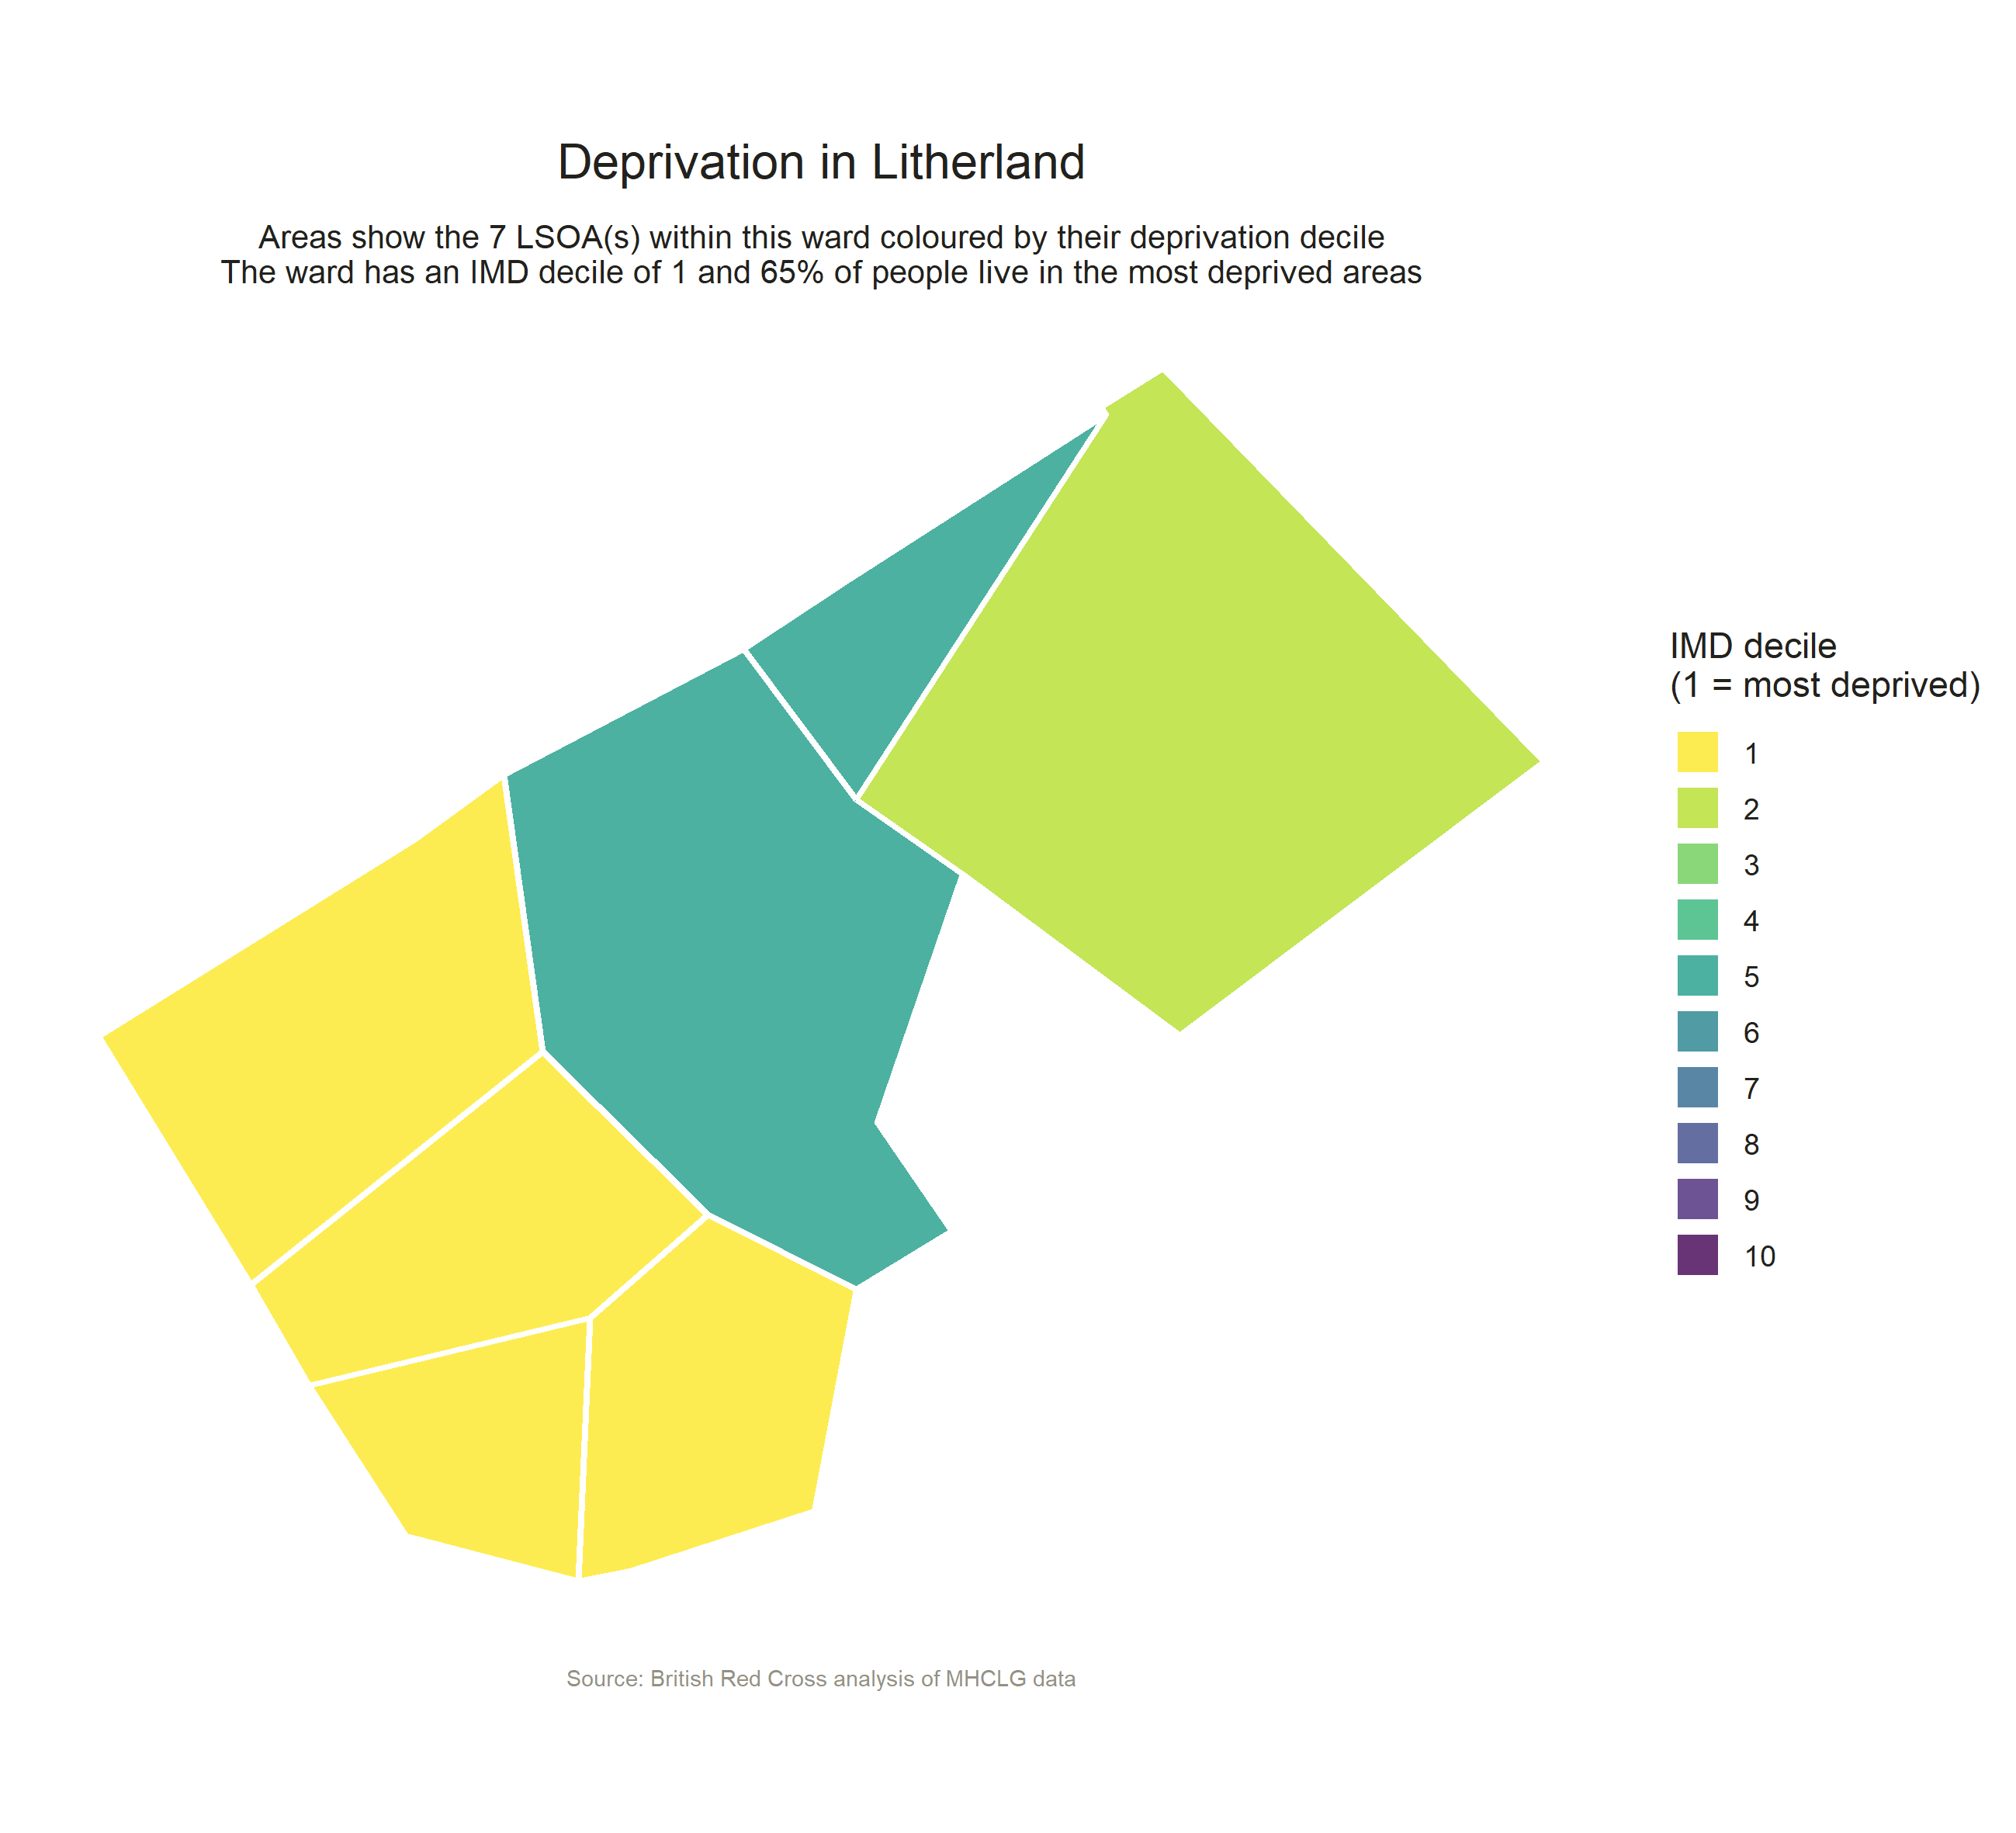 Deprivation in Litherland
Areas show the 7 LSOA(s) within this ward coloured by their deprivation decile
The ward has an IMD decile of 1 and 65% of people live in the most deprived areas
IMD decile
(1 = most deprived)
1
2
3
4
5
6
7
8
9
10
Source: British Red Cross analysis of MHCLG data